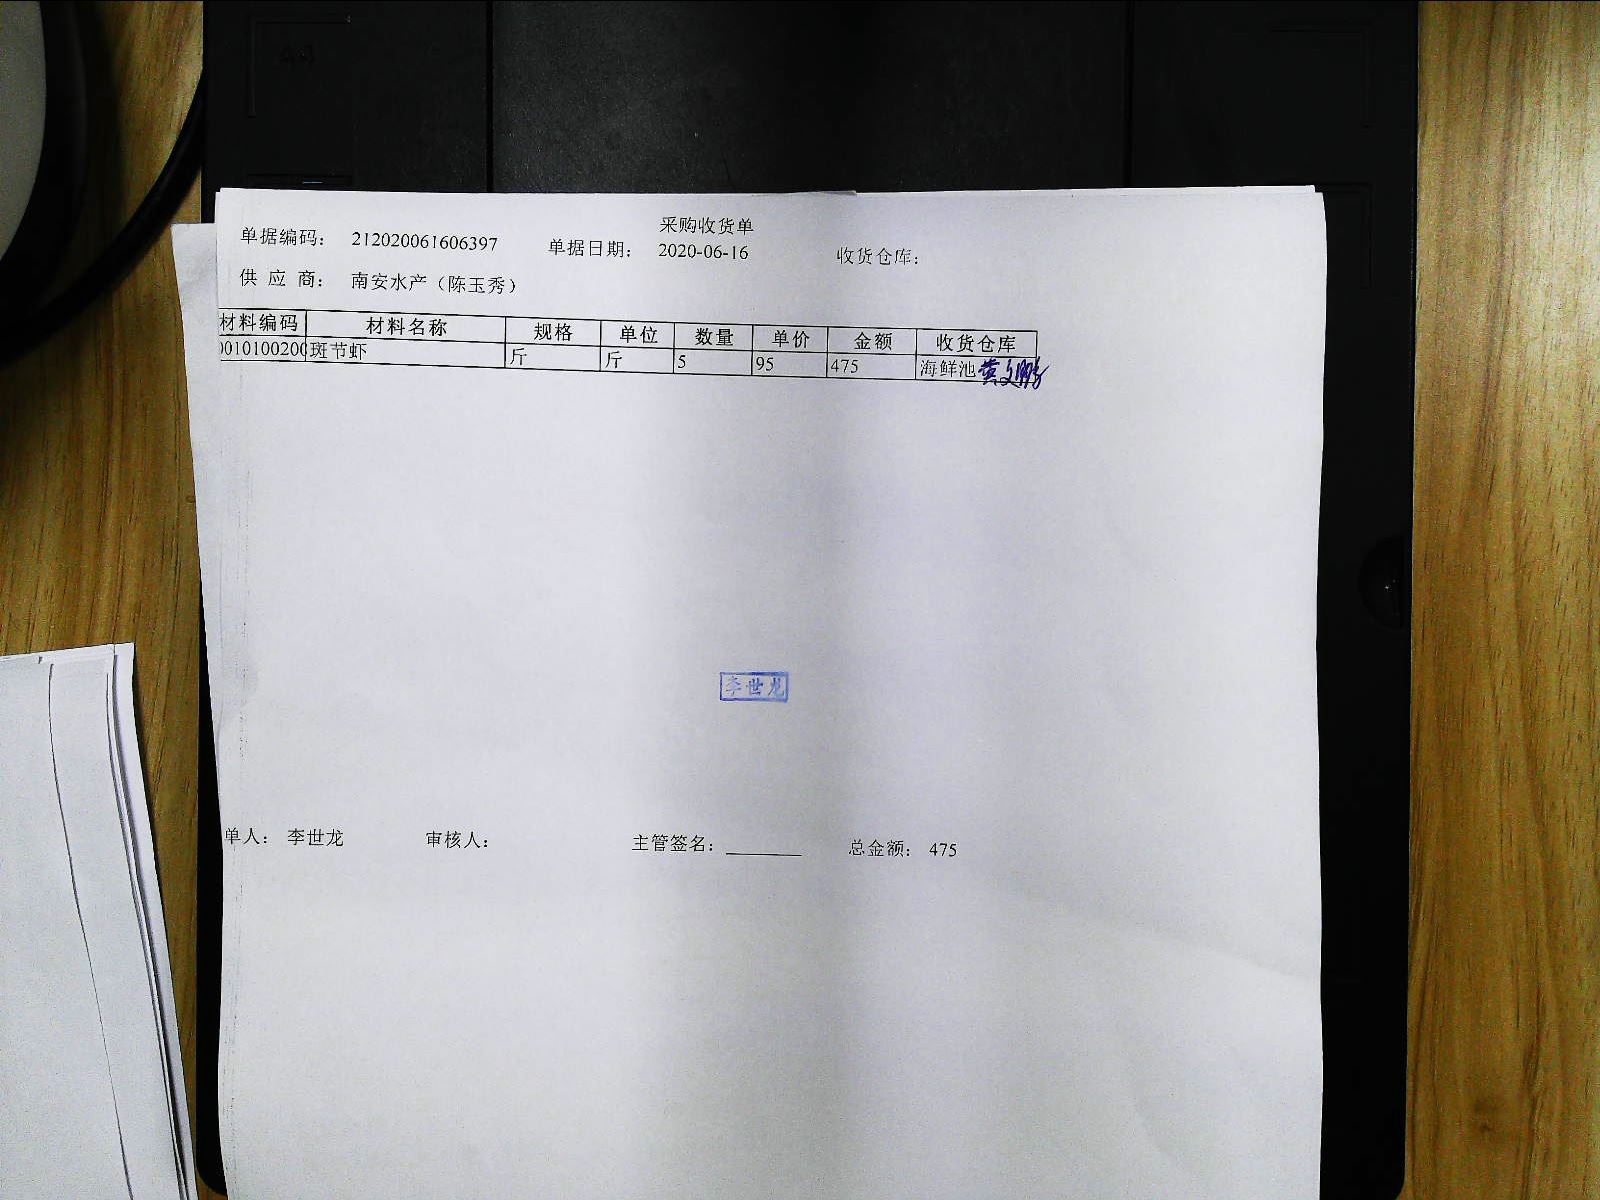 采购收货单
单据编码： 212020061606397 单据日期： 2020-06-16 收货仓库：
供 应 商： 南安水产（陈玉秀）
材料编码 材料名称 规格 单位 数量 单价 金额 收货仓库
0010100200 班节虾 斤 斤 5 95 475 海鲜池
李世龙
单人： 李世龙 审核人： 主管签名： 总金额： 475